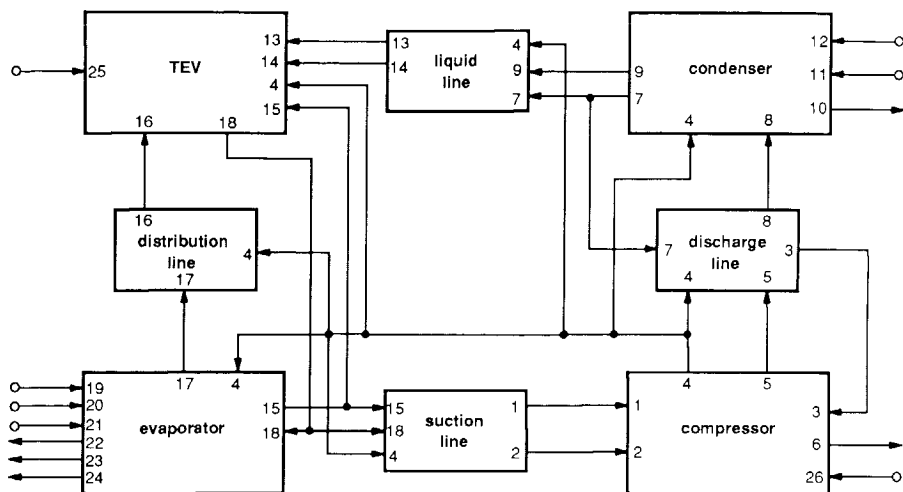 13 13 4 12
TEV 14 14 liquid line 9 9 condenser 11
25 4 7 7 10
15
16 18 4 8
16 8
distribution line 4 7 discharge line 3
17 4 5
17 4 4 5
19 15 15 1 1 3
20
21 evaporator 18 18 suction line compressor
22 4 2 2 6
23
24 26